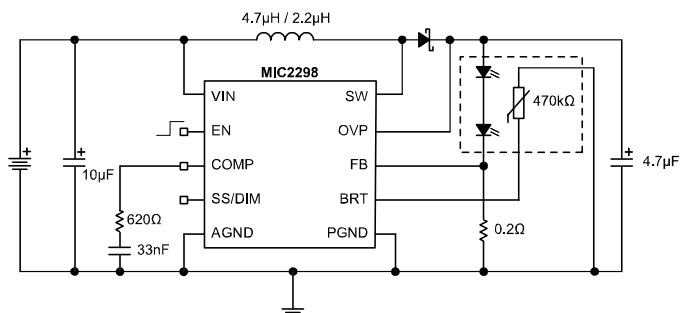 4.7µH / 2.2µH
MIC2298
VIN
SW
EN
OVP
470kΩ
COMP
FB
10µF
4.7µF
SS/DIM
BRT
620Ω
0.2Ω
AGND
PGND
33nF